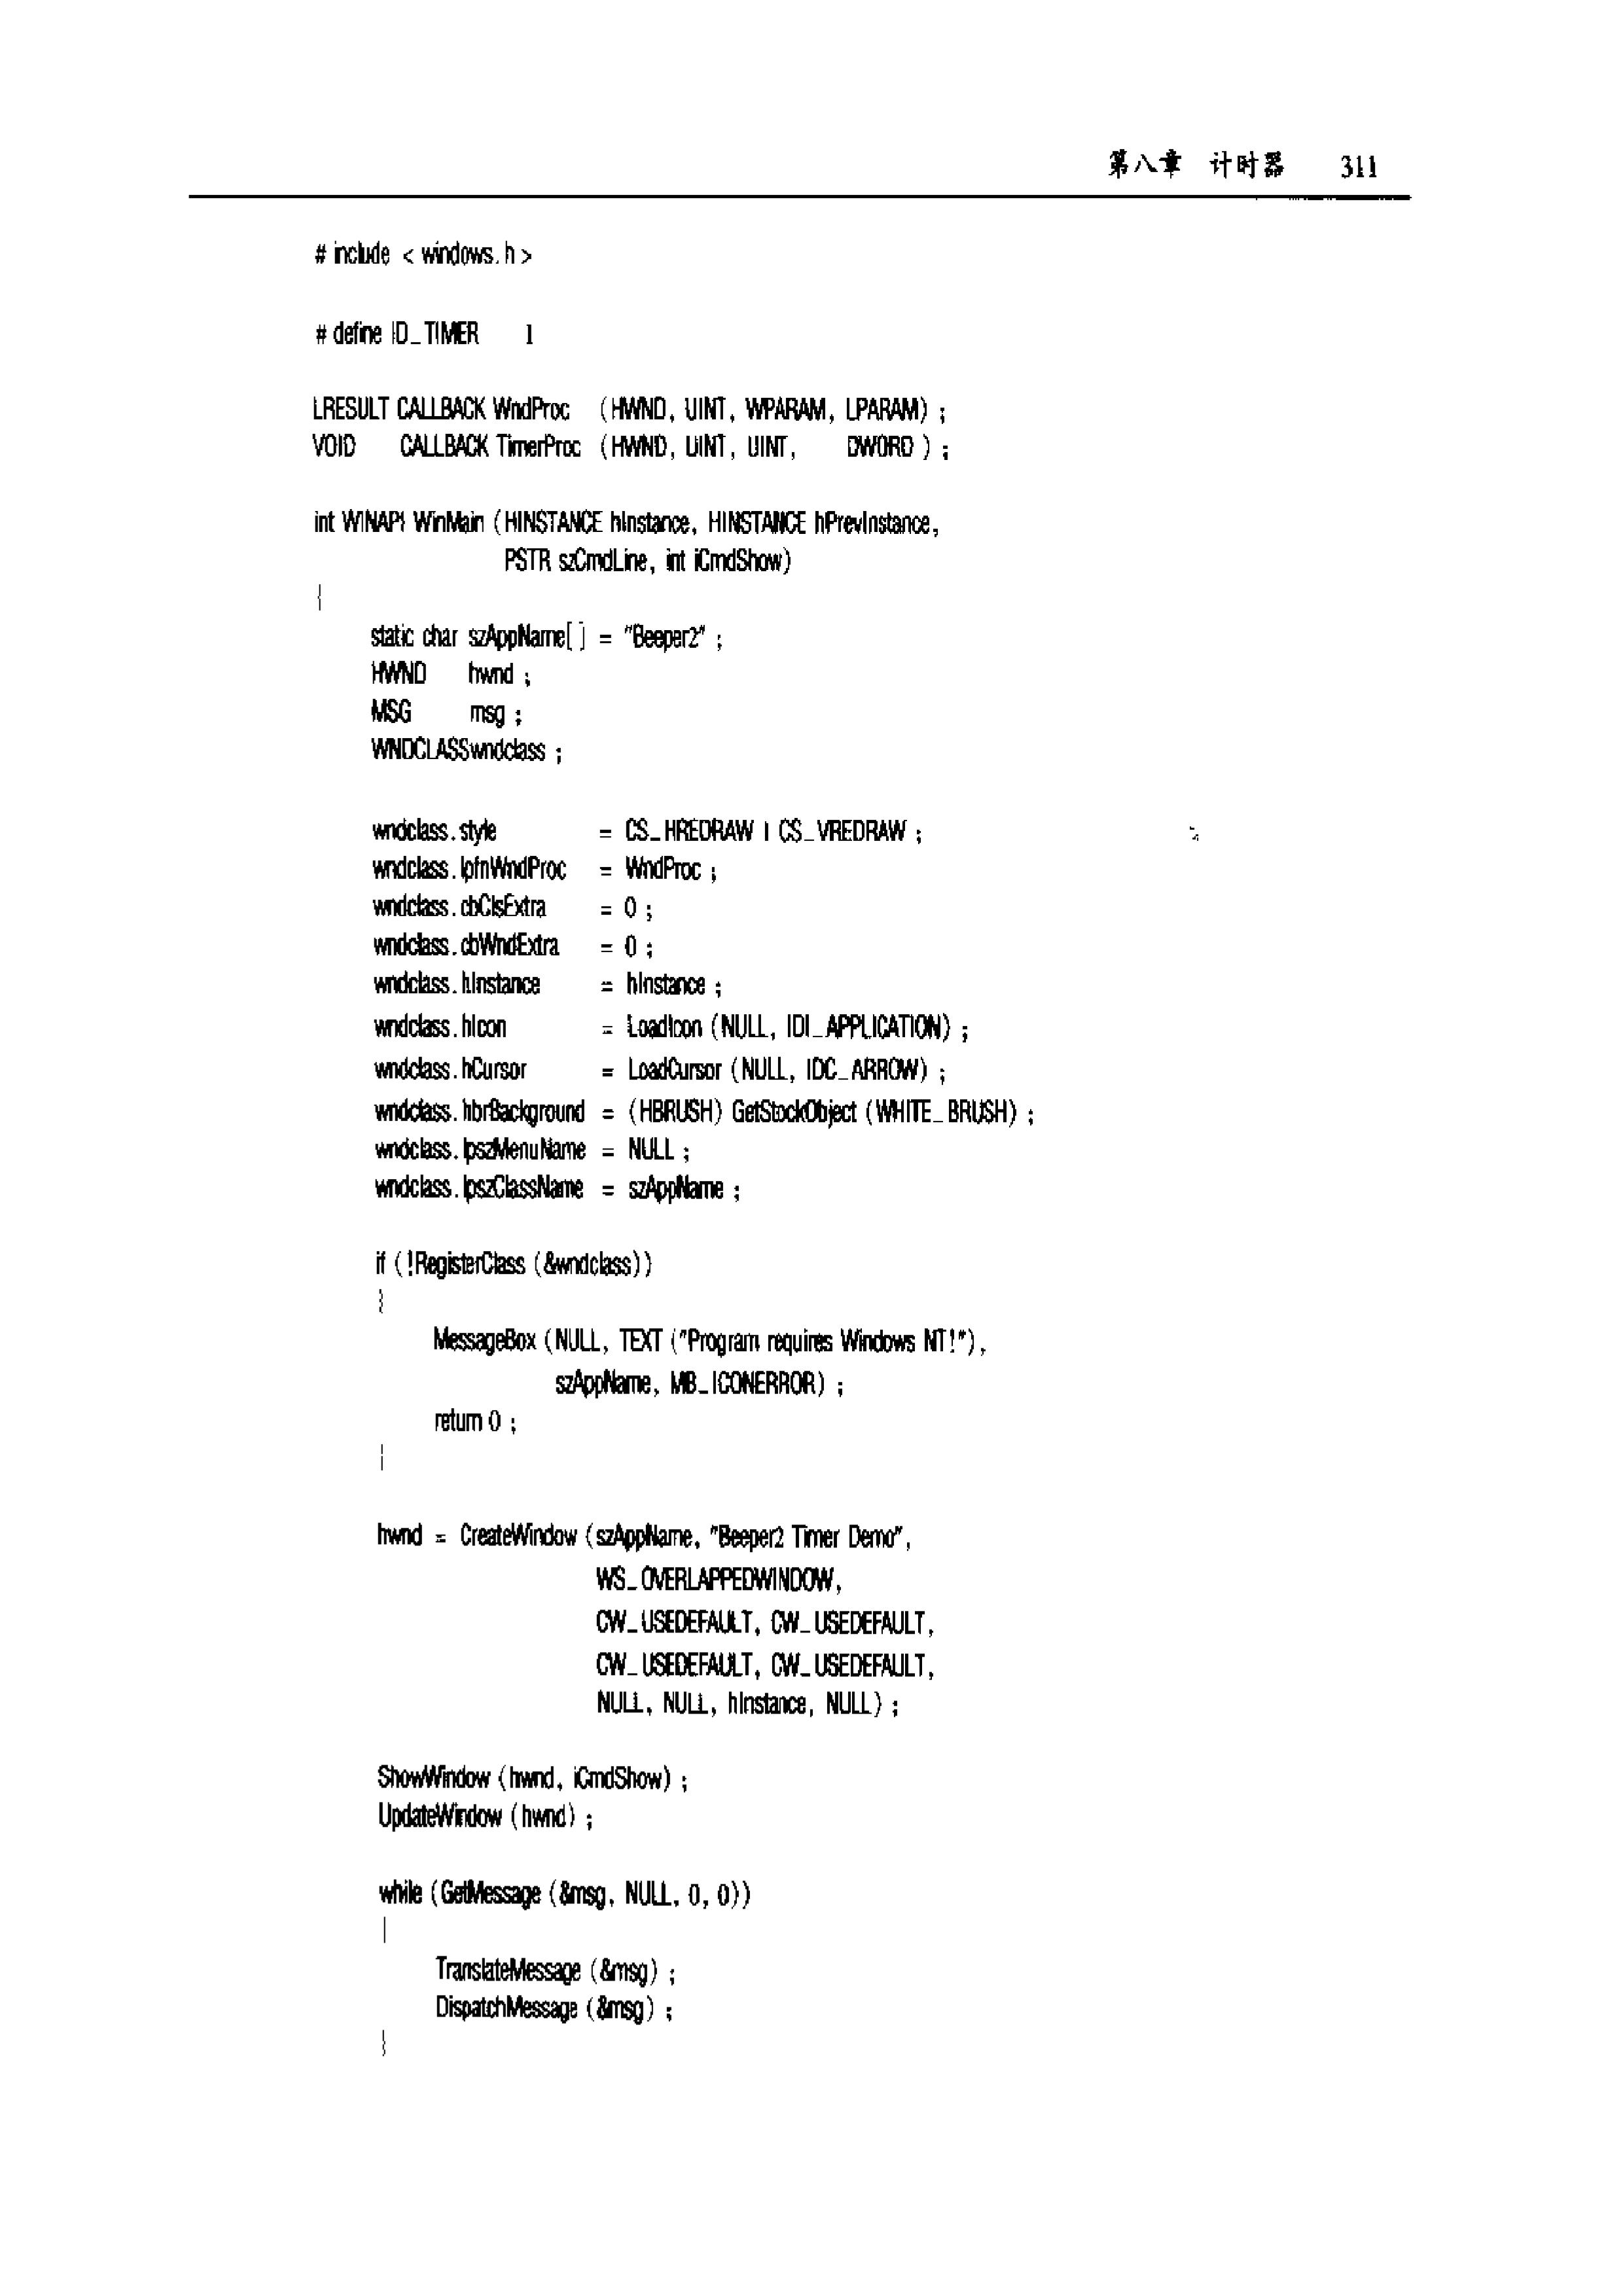 第八章 计时器 311
# include < windows.h >
# define ID_TIMER 1
LRESULT CALLBACK WndProc (HWND, UINT, WPARAM, LPARAM) ;
VOID CALLBACK TimerProc (HWND, UINT, UINT, DWORD ) ;
int WINAPI WinMain (HINSTANCE hInstance, HINSTANCE hPrevInstance,
PSTR szCmdLine, int iCmdShow)
{
static char szAppName[] = "Beeper2" ;
HWND hwnd ;
MSG msg ;
WNDCLASSwndclass ;
wndclass.style = CS_HREDRAW | CS_VREDRAW ;
wndclass.lpfnWndProc = WndProc ;
wndclass.cbClsExtra = 0 ;
wndclass.cbWndExtra = 0 ;
wndclass.hInstance = hInstance ;
wndclass.hIcon = LoadIcon (NULL, IDI_APPLICATION) ;
wndclass.hCursor = LoadCursor (NULL, IDC_ARROW) ;
wndclass.hbrBackground = (HBRUSH) GetStockObject (WHITE_BRUSH) ;
wndclass.lpszMenuName = NULL ;
wndclass.lpszClassName = szAppName ;
if (!RegisterClass (&wndclass))
{
MessageBox (NULL, TEXT ("Program requires Windows NT!"),
szAppName, MB_ICONERROR) ;
return 0 ;
}
hwnd = CreateWindow (szAppName, "Beeper2 Timer Demo",
WS_OVERLAPPEDWINDOW,
CW_USEDEFAULT, CW_USEDEFAULT,
CW_USEDEFAULT, CW_USEDEFAULT,
NULL, NULL, hInstance, NULL) ;
ShowWindow (hwnd, iCmdShow) ;
UpdateWindow (hwnd) ;
while (GetMessage (&msg, NULL, 0, 0))
{
TranslateMessage (&msg) ;
DispatchMessage (&msg) ;
}